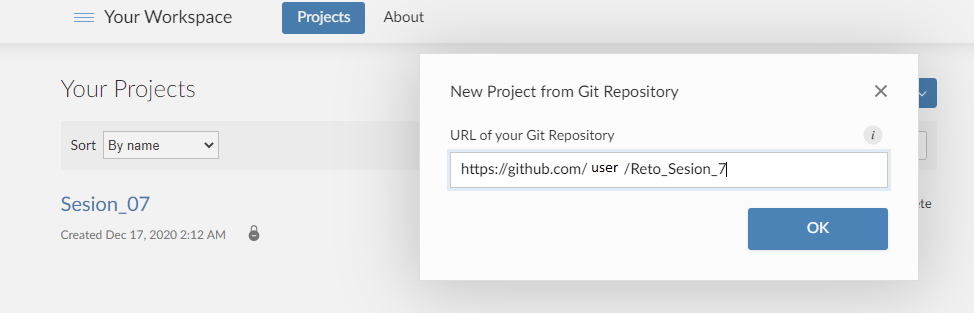 Your Workspace
Projects
About
Your Projects
New Project from Git Repository
URL of your Git Repository
i
https://github.com/ user /Reto_Sesion_7
OK
Sort
By name
Sesion_07
Created Dec 17, 2020 2:12 AM
ete